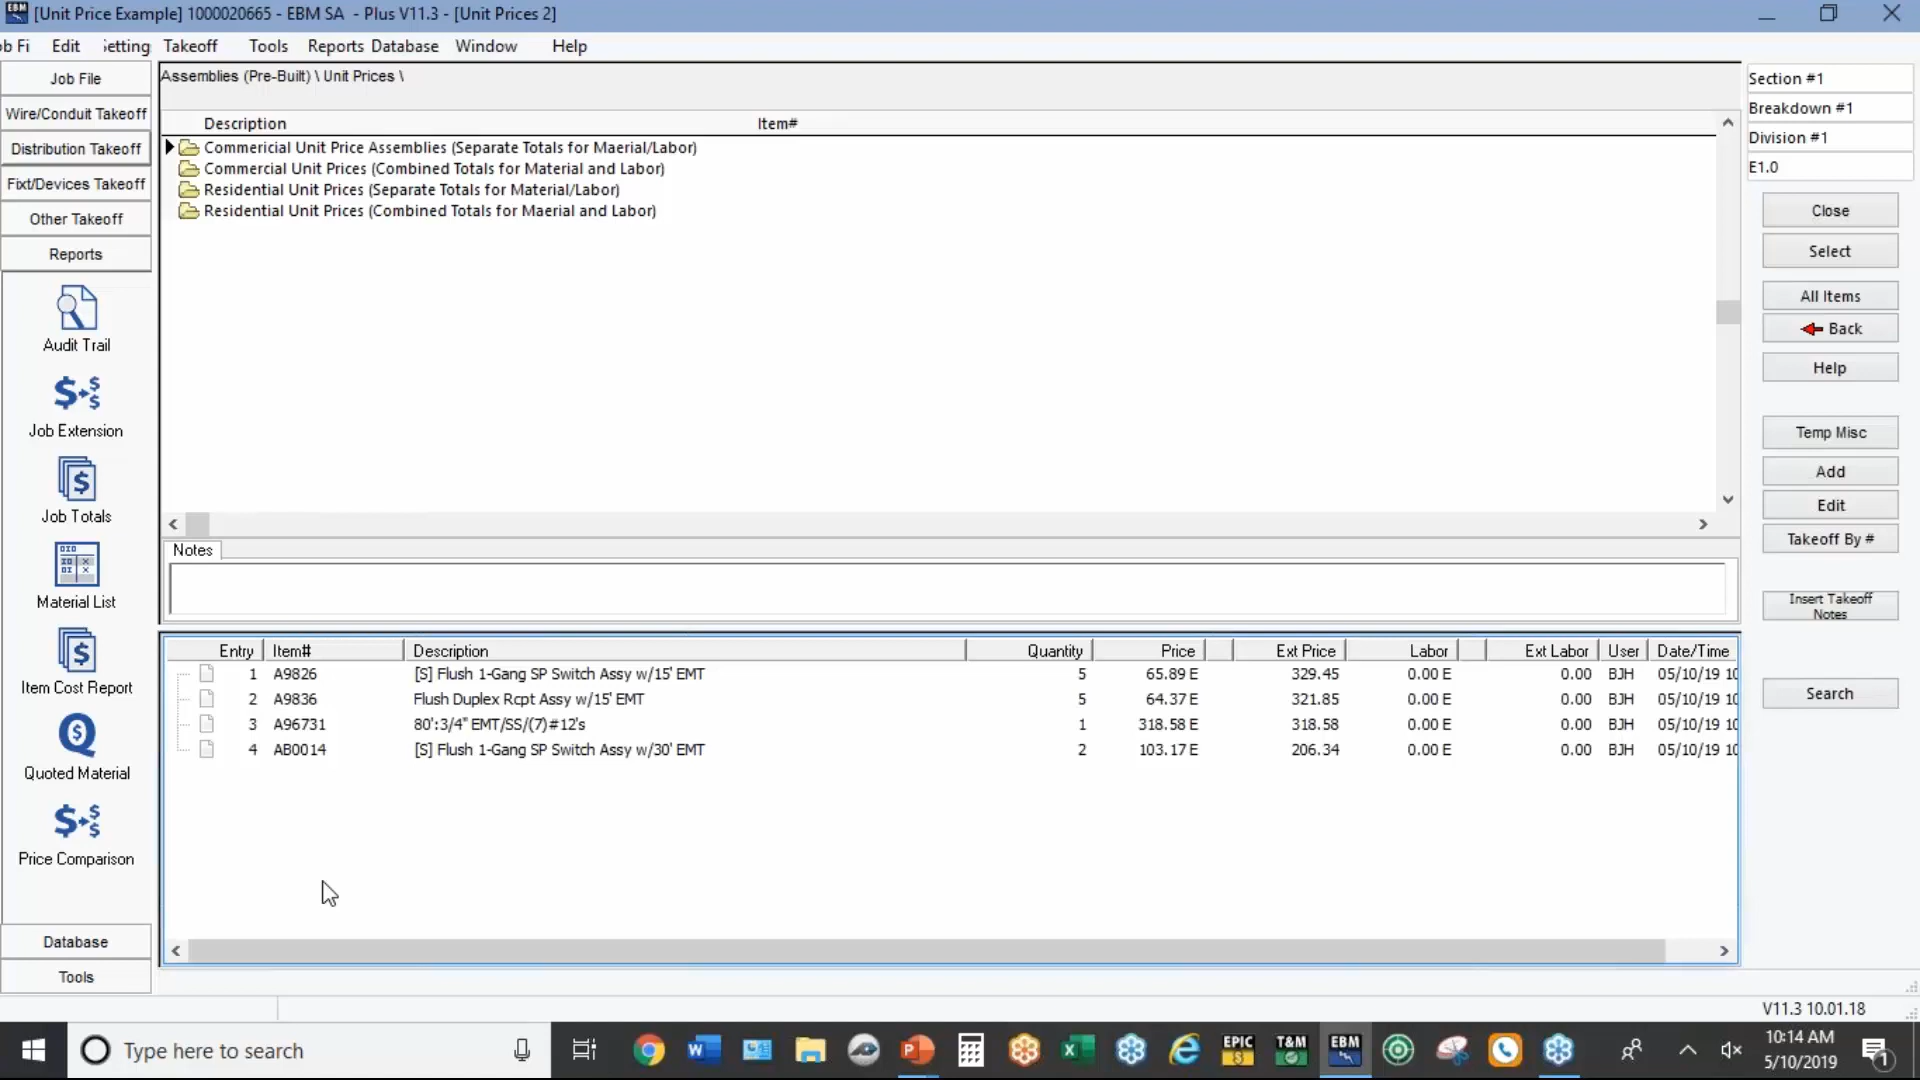 [Unit Price Example] 1000020665 - EBM SA - Plus V11.3 - [Unit Prices 2]
ob Fi Edit Setting Takeoff Tools Reports Database Window Help
Job File
Wire/Conduit Takeoff
Distribution Takeoff
Fixt/Devices Takeoff
Other Takeoff
Reports
Audit Trail
Job Extension
Job Totals
Material List
Item Cost Report
Quoted Material
Price Comparison
Database
Tools
Assemblies (Pre-Built) \ Unit Prices \
Description Item#
Commericial Unit Price Assemblies (Separate Totals for Maerial/Labor)
Commercial Unit Prices (Combined Totals for Material and Labor)
Residential Unit Prices (Separate Totals for Material/Labor)
Residential Unit Prices (Combined Totals for Maerial and Labor)
Notes
Entry Item# Description Quantity Price Ext Price Labor Ext Labor User Date/Time
1 A9826 [S] Flush 1-Gang SP Switch Assy w/15' EMT 5 65.89 E 329.45 0.00 E 0.00 BJH 05/10/19 10
2 A9836 Flush Duplex Rcpt Assy w/15' EMT 5 64.37 E 321.85 0.00 E 0.00 BJH 05/10/19 10
3 A96731 80':3/4" EMT/SS/(7)#12's 1 318.58 E 318.58 0.00 E 0.00 BJH 05/10/19 10
4 AB0014 [S] Flush 1-Gang SP Switch Assy w/30' EMT 2 103.17 E 206.34 0.00 E 0.00 BJH 05/10/19 10
Section #1
Breakdown #1
Division #1
E1.0
Close
Select
All Items
Back
Help
Temp Misc
Add
Edit
Takeoff By #
Insert Takeoff
Notes
Search
V11.3 10.01.18
Type here to search
EPIC
T&M
EBM
10:14 AM
5/10/2019
1